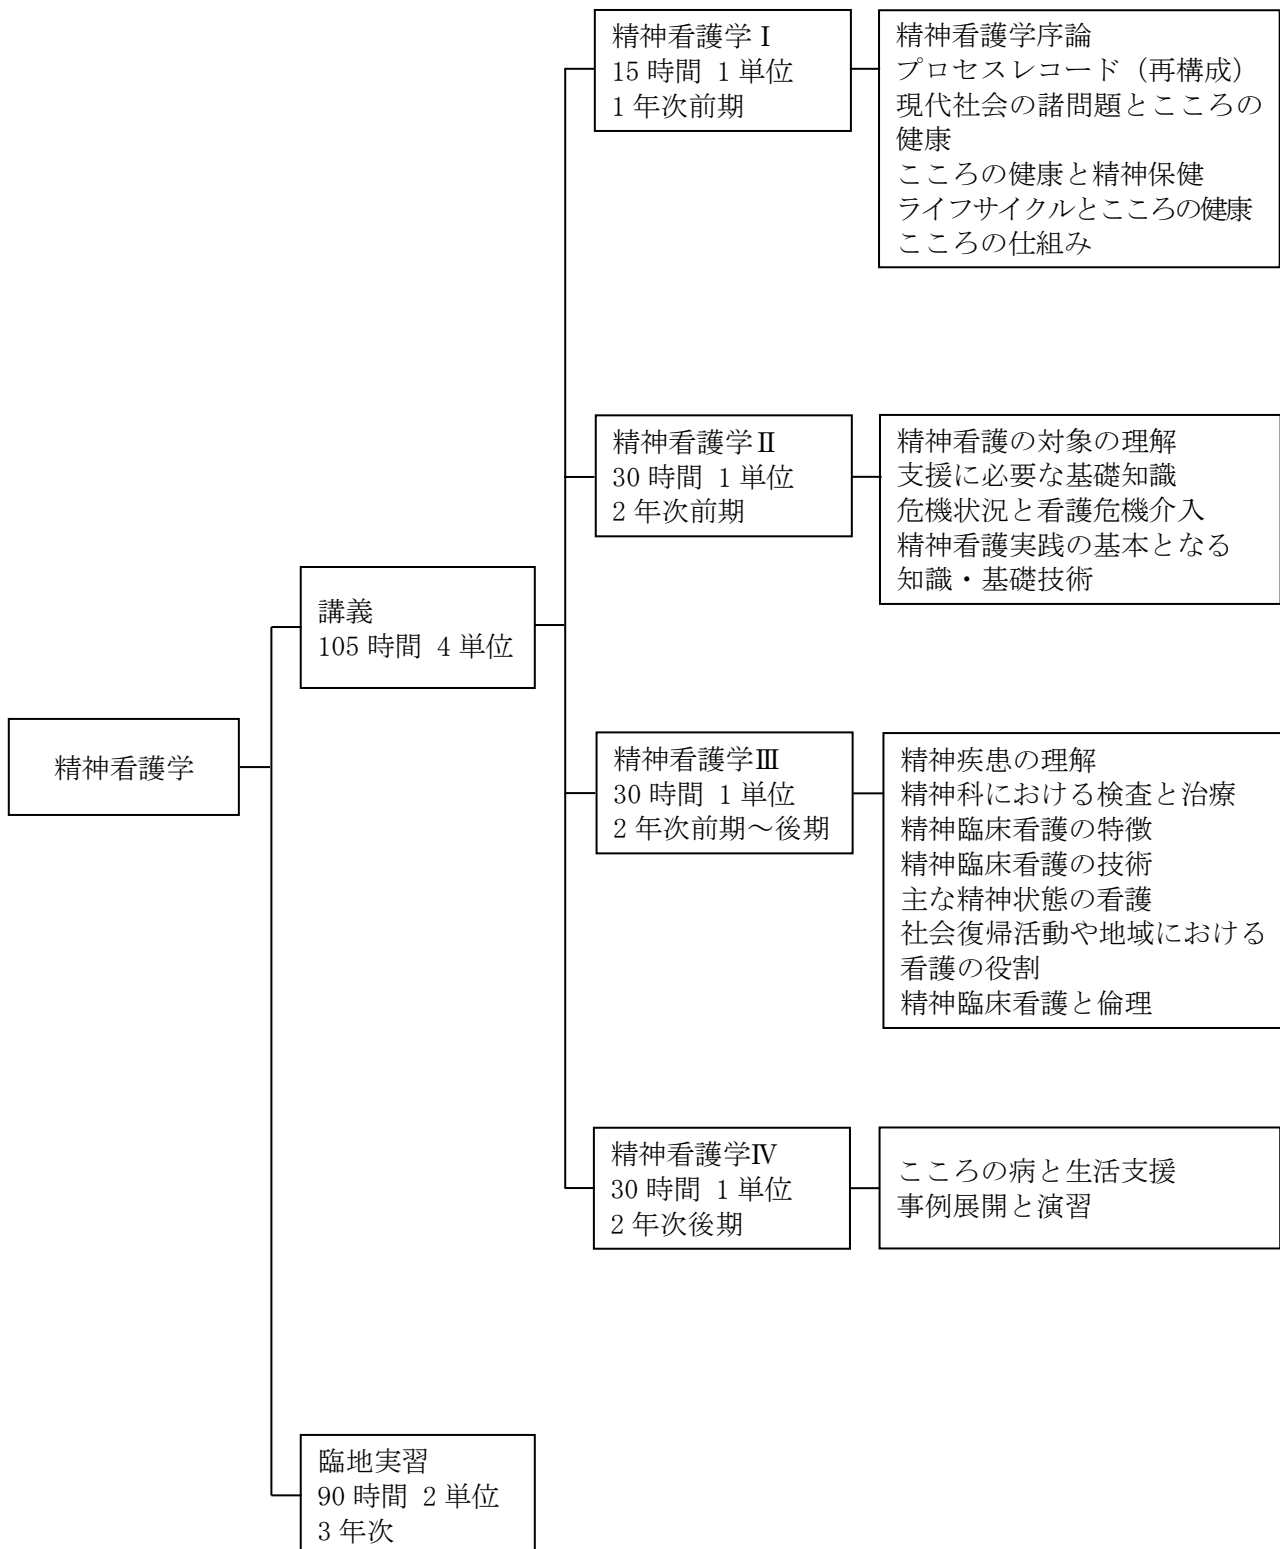 精神看護学Ⅰ
15 時間 1 単位
1 年次前期
精神看護学序論
プロセスレコード（再構成）
現代社会の諸問題とこころの
健康
こころの健康と精神保健
ライフサイクルとこころの健康
こころの仕組み
精神看護学Ⅱ
30 時間 1 単位
2 年次前期
精神看護の対象の理解
支援に必要な基礎知識
危機状況と看護危機介入
精神看護実践の基本となる
知識・基礎技術
講義
105 時間 4 単位
精神看護学
精神看護学Ⅲ
30 時間 1 単位
2 年次前期～後期
精神疾患の理解
精神科における検査と治療
精神臨床看護の特徴
精神臨床看護の技術
主な精神状態の看護
社会復帰活動や地域における
看護の役割
精神臨床看護と倫理
精神看護学Ⅳ
30 時間 1 単位
2 年次後期
こころの病と生活支援
事例展開と演習
臨地実習
90 時間 2 単位
3 年次